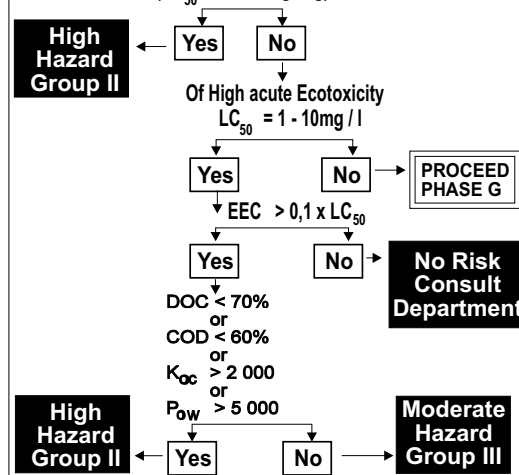 High
Hazard
Group II
Yes
No
Of High acute Ecotoxicity
LC50 = 1 - 10mg / l
Yes
No
PROCEED
PHASE G
EEC > 0,1 x LC50
Yes
No
No Risk
Consult
Department
DOC < 70%
or
COD < 60%
or
Koc > 2 000
or
Pow > 5 000
High
Hazard
Group II
Yes
No
Moderate
Hazard
Group III